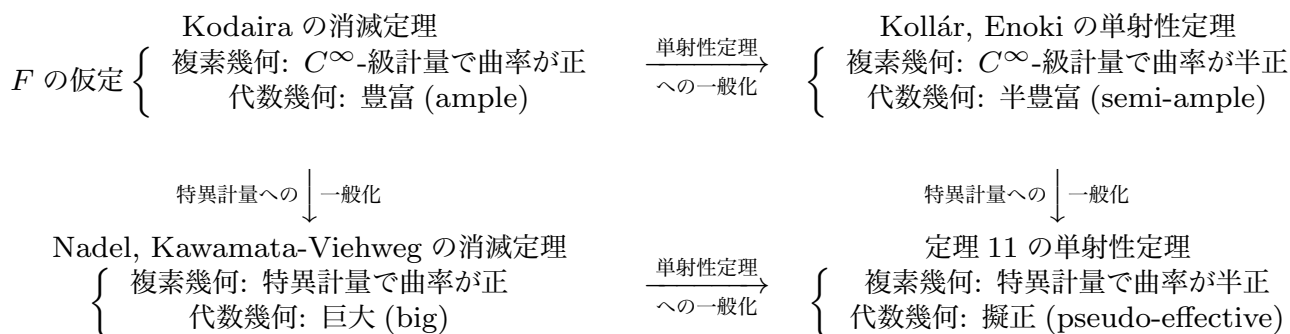 Kodaira の消滅定理
F の仮定 { 複素幾何: C^∞-級計量で曲率が正
代数幾何: 豊富 (ample)
単射性定理
への一般化
Kollár, Enoki の単射性定理
複素幾何: C^∞-級計量で曲率が半正
代数幾何: 半豊富 (semi-ample)
特異計量への 一般化
特異計量への 一般化
Nadel, Kawamata-Viehweg の消滅定理
複素幾何: 特異計量で曲率が正
代数幾何: 巨大 (big)
単射性定理
への一般化
定理 11 の単射性定理
複素幾何: 特異計量で曲率が半正
代数幾何: 擬正 (pseudo-effective)